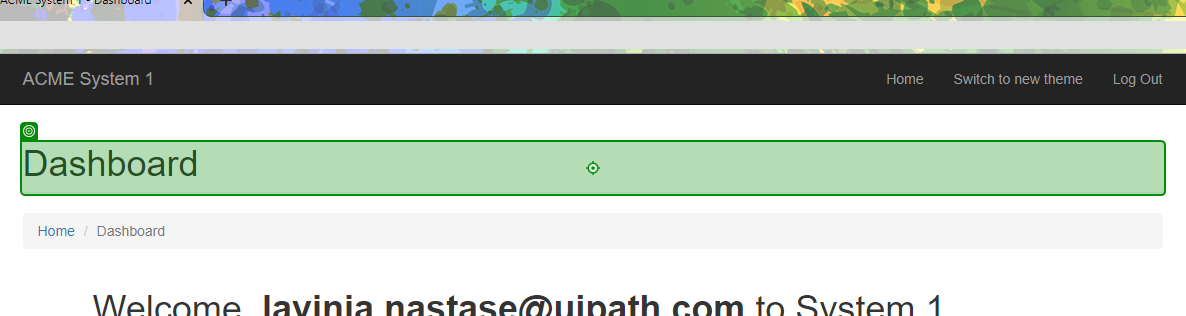 ACME System 1 - Dashboard
ACME System 1 Home Switch to new theme Log Out
Dashboard
Home / Dashboard
Welcome, lavinia.nastase@uipath.com to System 1